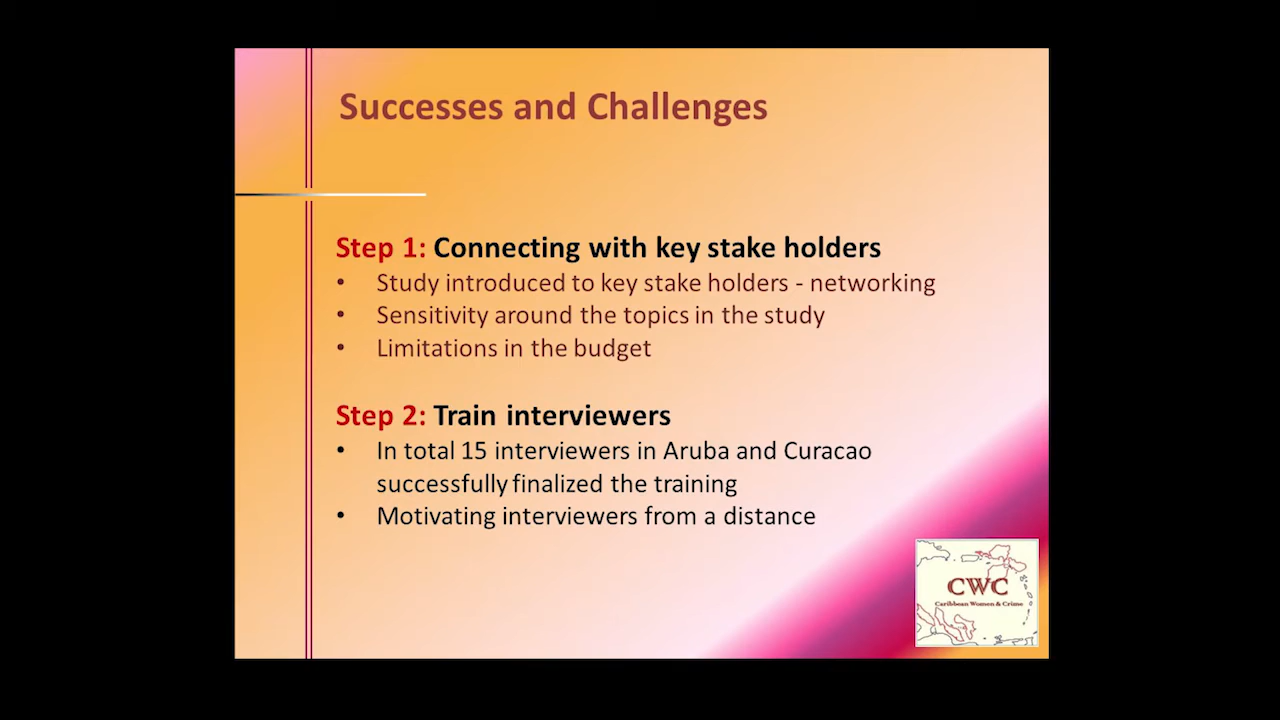 Successes and Challenges
Step 1: Connecting with key stake holders
• Study introduced to key stake holders - networking
• Sensitivity around the topics in the study
• Limitations in the budget
Step 2: Train interviewers
• In total 15 interviewers in Aruba and Curacao
successfully finalized the training
• Motivating interviewers from a distance
CWC
Caribbean Women & Crime